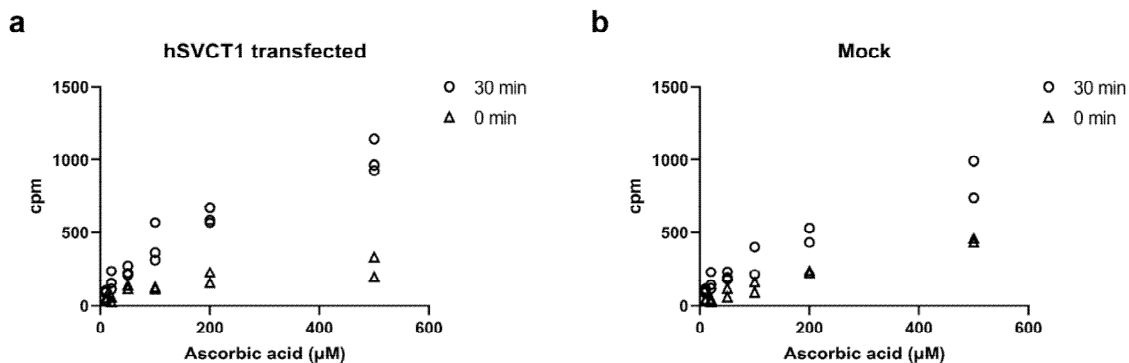 a
hSVCT1 transfected
30 min
0 min
1500
1000
500
0
cpm
0
200
400
600
Ascorbic acid (µM)
b
Mock
30 min
0 min
1500
1000
500
0
cpm
0
200
400
600
Ascorbic acid (µM)